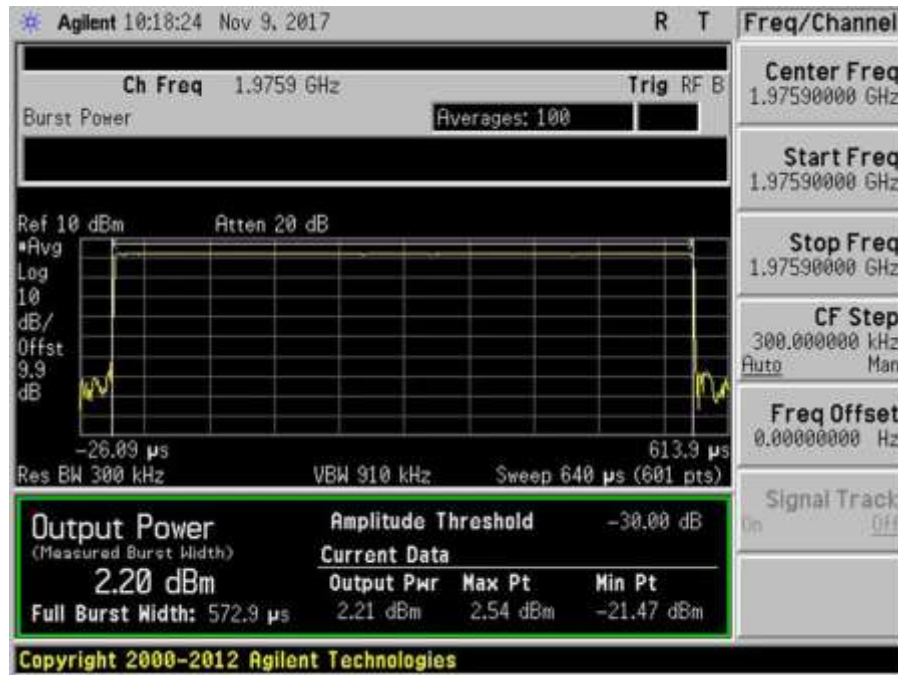 Agilent 10:18:24 Nov 9, 2017 R T
Freq/Channel
Ch Freq 1.9759 GHz Trig RF B
Burst Power Averages: 100
Center Freq
1.97590000 GHz
Start Freq
1.97590000 GHz
Stop Freq
1.97590000 GHz
CF Step
300.000000 kHz
Auto Man
Freq Offset
0.00000000 Hz
Signal Track
On Off
Ref 10 dBm Atten 20 dB
*Avg
Log
10
dB/
Offst
9.9
dB
-26.09 µs 613.9 µs
Res BW 300 kHz VBW 910 kHz Sweep 640 µs (601 pts)
Output Power
(Measured Burst Width)
2.20 dBm
Full Burst Width: 572.9 µs
Amplitude Threshold -30.00 dB
Current Data
Output Pwr Max Pt Min Pt
2.21 dBm 2.54 dBm -21.47 dBm
Copyright 2000-2012 Agilent Technologies